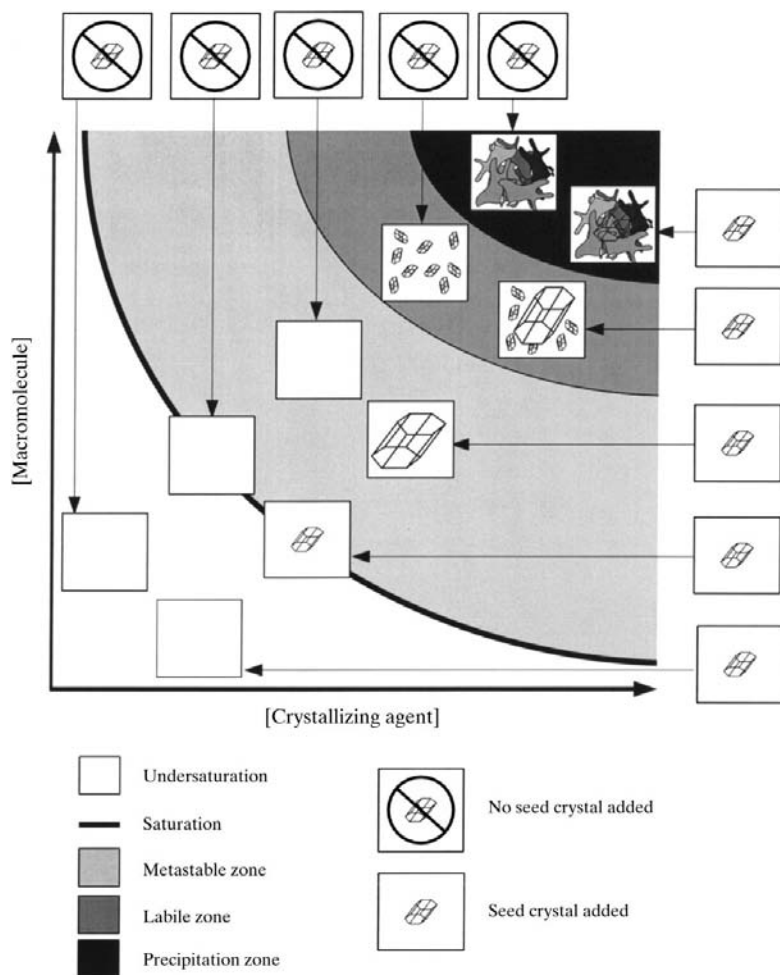 [Macromolecule]
[Crystallizing agent]
Undersaturation
Saturation
Metastable zone
Labile zone
Precipitation zone
No seed crystal added
Seed crystal added